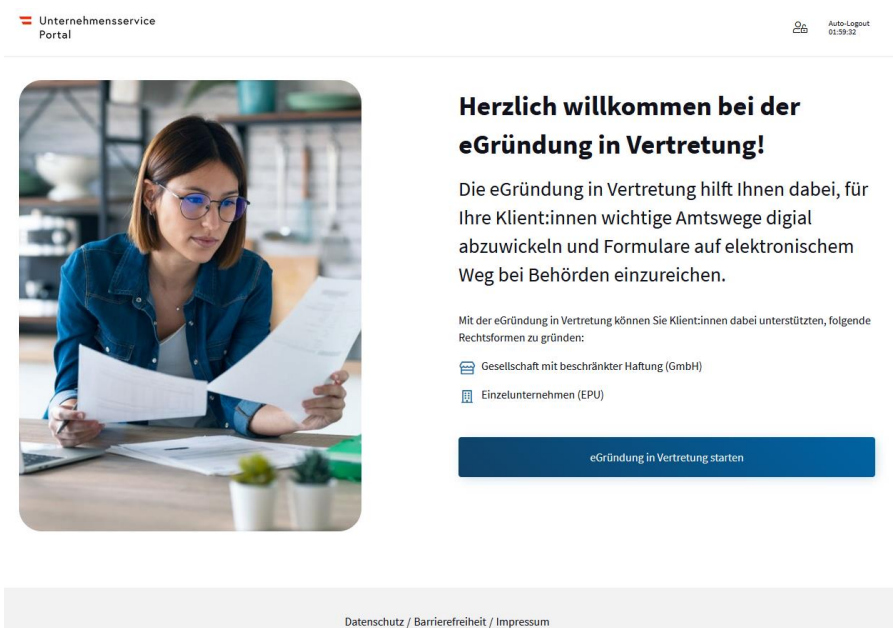 Unternehmensservice
Portal
Auto-Logout
01:59:32
Herzlich willkommen bei der
eGründung in Vertretung!
Die eGründung in Vertretung hilft Ihnen dabei, für
Ihre Klient:innen wichtige Amtswege digial
abzuwickeln und Formulare auf elektronischem
Weg bei Behörden einzureichen.
Mit der eGründung in Vertretung können Sie Klient:innen dabei unterstützten, folgende
Rechtsformen zu gründen:
Gesellschaft mit beschränkter Haftung (GmbH)
Einzelunternehmen (EPU)
eGründung in Vertretung starten
Datenschutz / Barrierefreiheit / Impressum